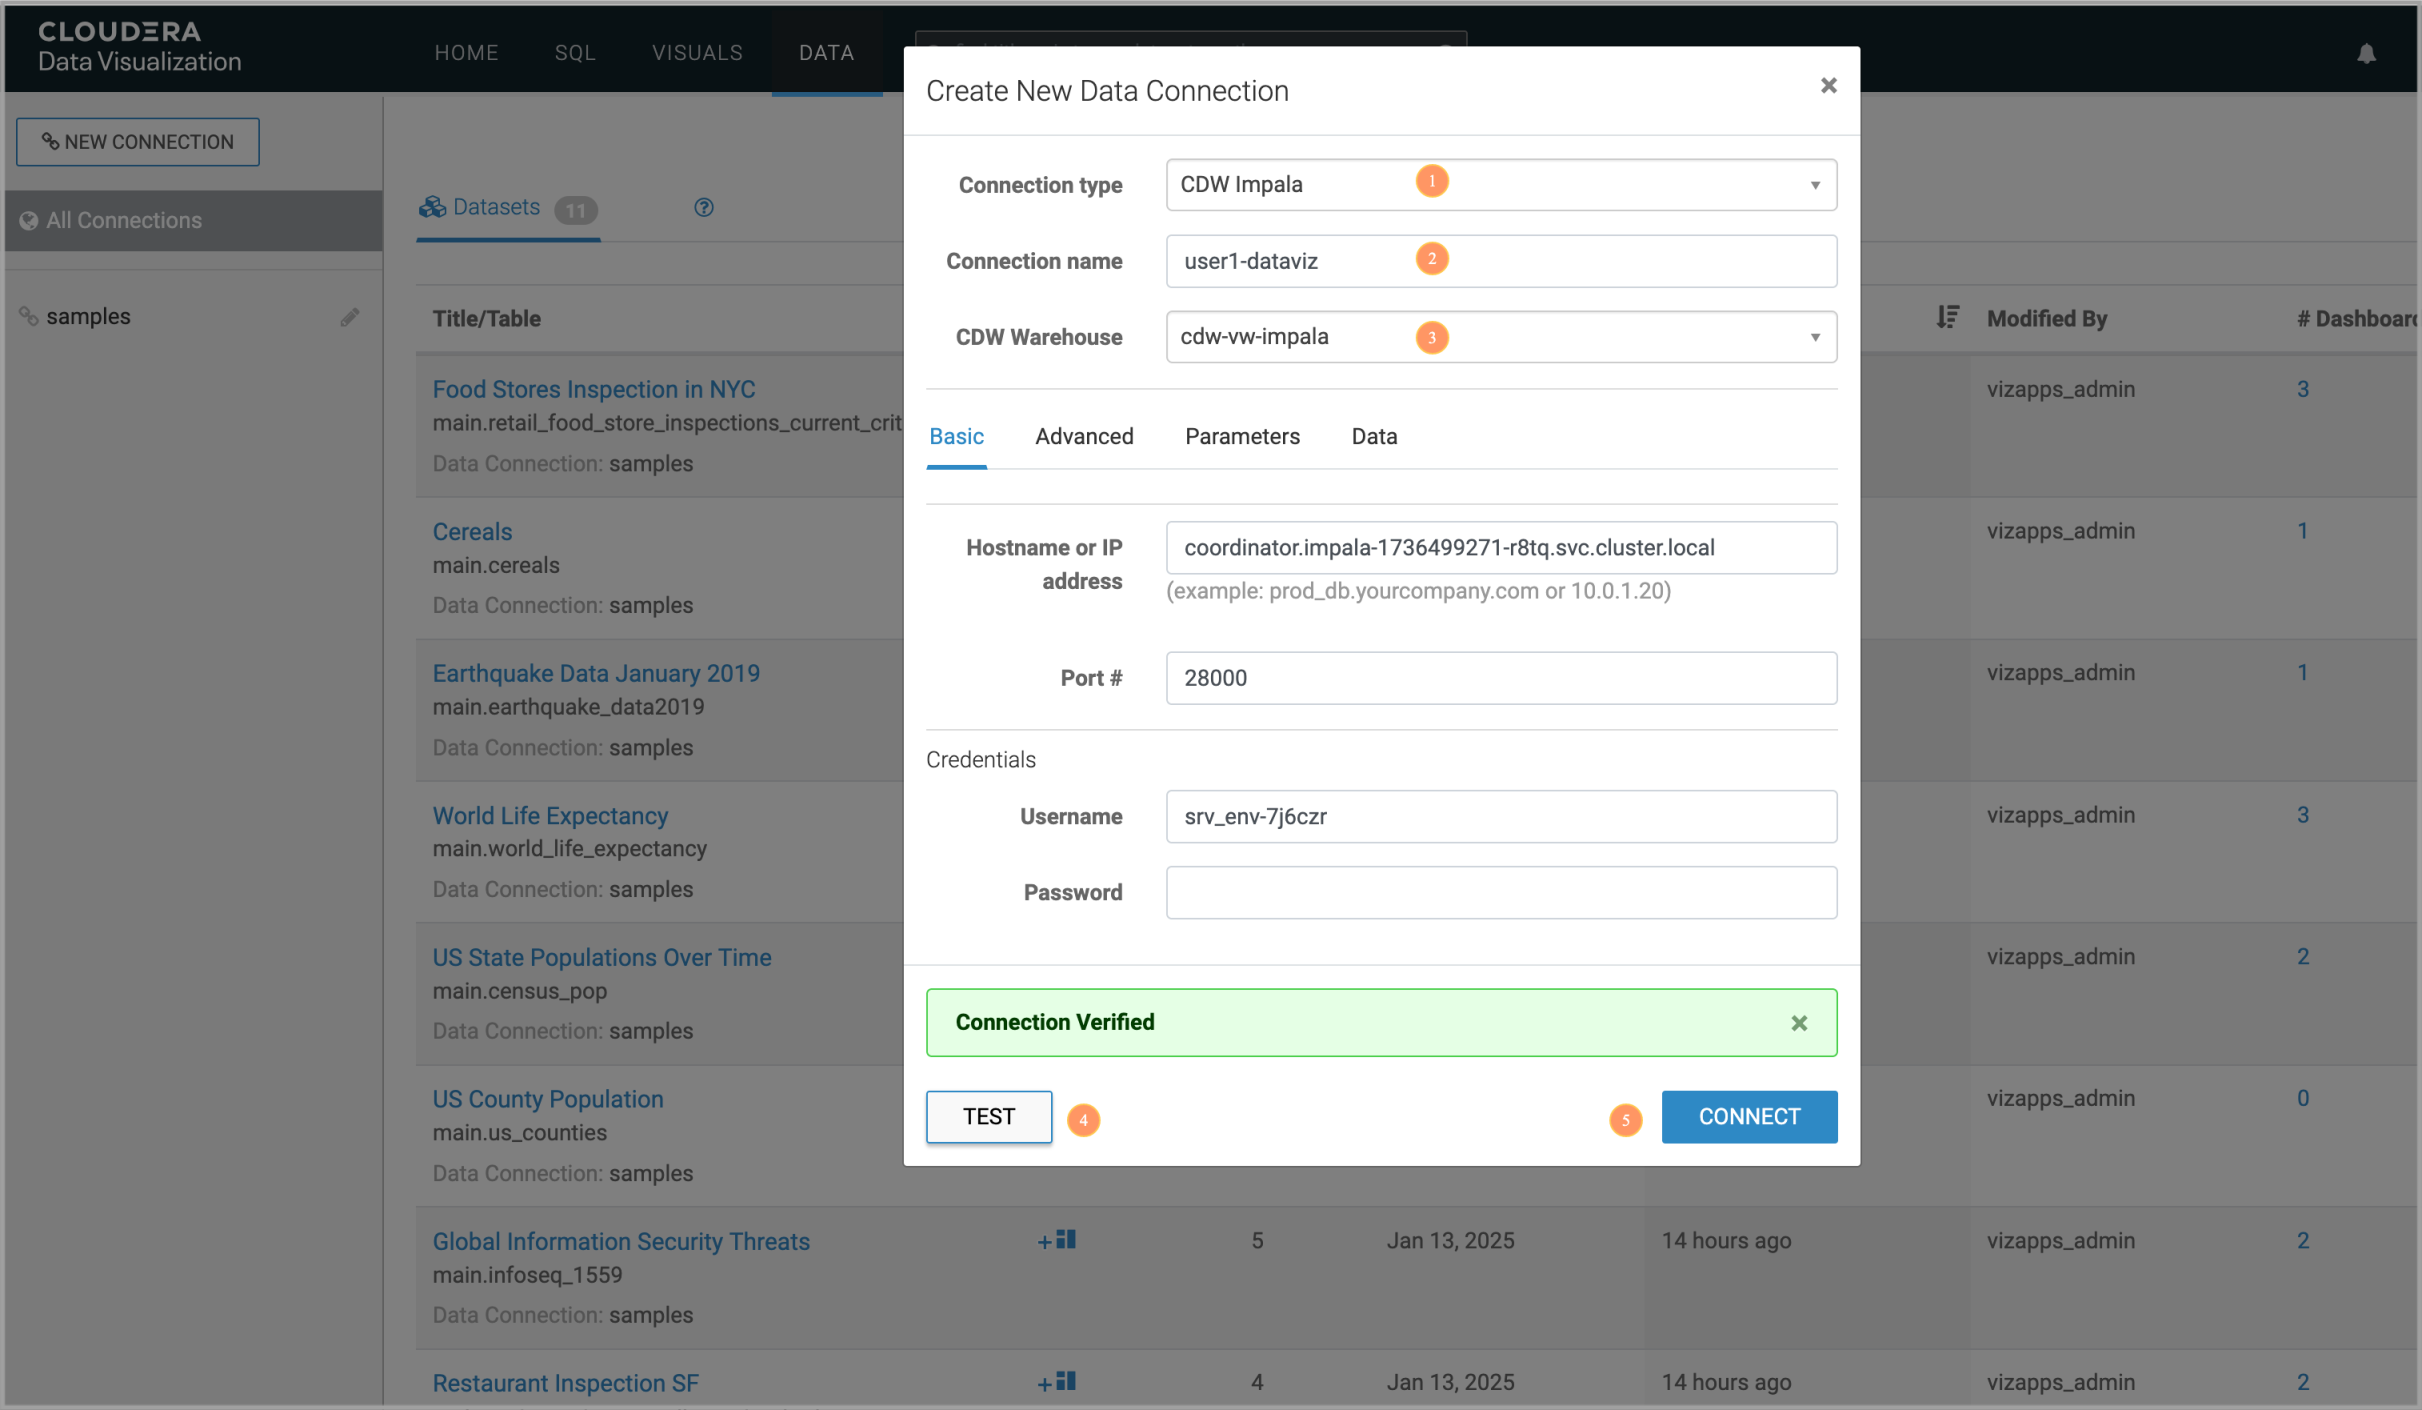 CLOUDERA
Data Visualization
HOME SQL VISUALS DATA
NEW CONNECTION
All Connections
samples
Datasets 11
Title/Table
Modified By
# Dashboard
Food Stores Inspection in NYC
main.retail_food_store_inspections_current_crit
Data Connection: samples
vizapps_admin 3
Cereals
main.cereals
Data Connection: samples
vizapps_admin 1
Earthquake Data January 2019
main.earthquake_data2019
Data Connection: samples
vizapps_admin 1
World Life Expectancy
main.world_life_expectancy
Data Connection: samples
vizapps_admin 3
US State Populations Over Time
main.census_pop
Data Connection: samples
vizapps_admin 2
US County Population
main.us_counties
Data Connection: samples
vizapps_admin 0
Global Information Security Threats
main.infoseq_1559
Data Connection: samples
5 Jan 13, 2025 14 hours ago vizapps_admin 2
Restaurant Inspection SF
4 Jan 13, 2025 14 hours ago vizapps_admin 2
Create New Data Connection
Connection type CDW Impala 1
Connection name user1-dataviz 2
CDW Warehouse cdw-vw-impala 3
Basic Advanced Parameters Data
Hostname or IP address coordinator.impala-1736499271-r8tq.svc.cluster.local
(example: prod_db.yourcompany.com or 10.0.1.20)
Port # 28000
Credentials
Username srv_env-7j6czr
Password
Connection Verified
TEST 4 5 CONNECT